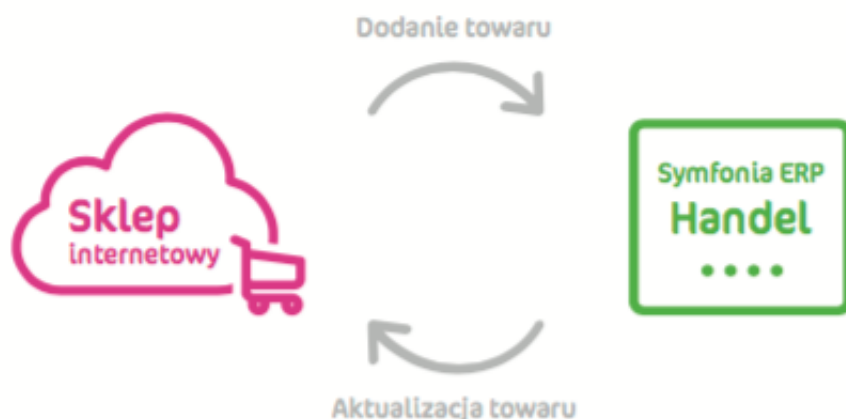 Dodanie towaru
Sklep
internetowy
Symfonia ERP
Handel
Aktualizacja towaru